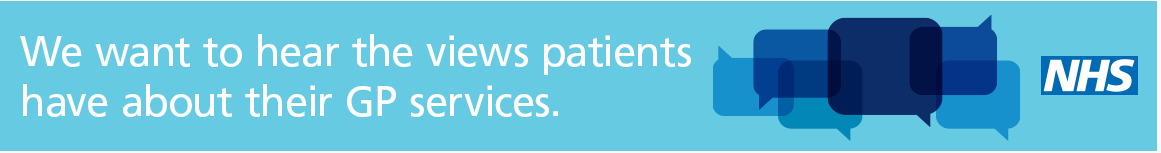 We want to hear the views patients
have about their GP services.
NHS